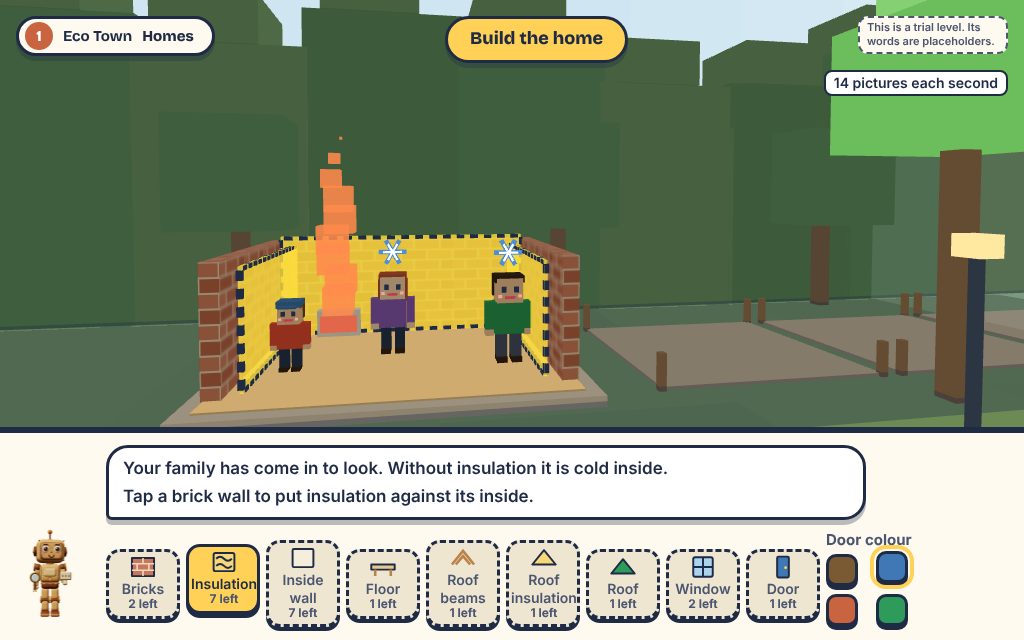 1 Eco Town Homes
Build the home
This is a trial level. Its
words are placeholders.
14 pictures each second
Your family has come in to look. Without insulation it is cold inside.
Tap a brick wall to put insulation against its inside.
Door colour
Bricks
2 left
Insulation
7 left
Inside
wall
7 left
Floor
1 left
Roof
beams
1 left
Roof
insulation
1 left
Roof
1 left
Window
2 left
Door
1 left